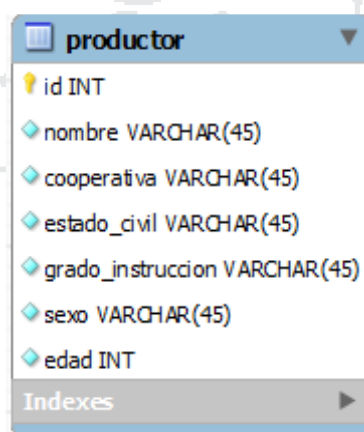 productor
id INT
nombre VARCHAR(45)
cooperativa VARCHAR(45)
estado_civil VARCHAR(45)
grado_instruccion VARCHAR(45)
sexo VARCHAR(45)
edad INT
Indexes